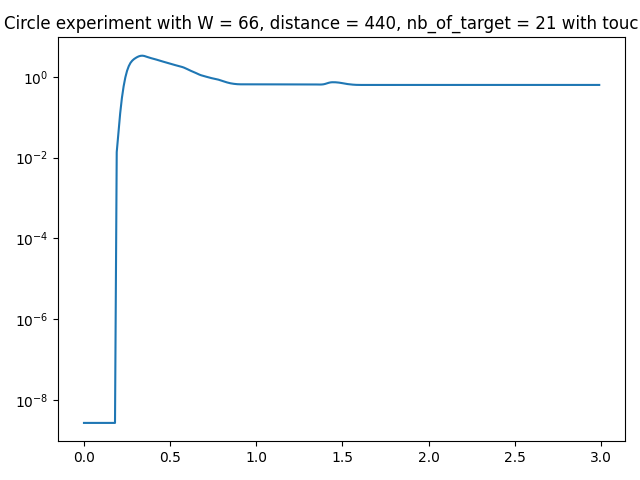 Circle experiment with W = 66, distance = 440, nb_of_target = 21 with touc
10⁰
10⁻²
10⁻⁴
10⁻⁶
10⁻⁸
0.0 0.5 1.0 1.5 2.0 2.5 3.0